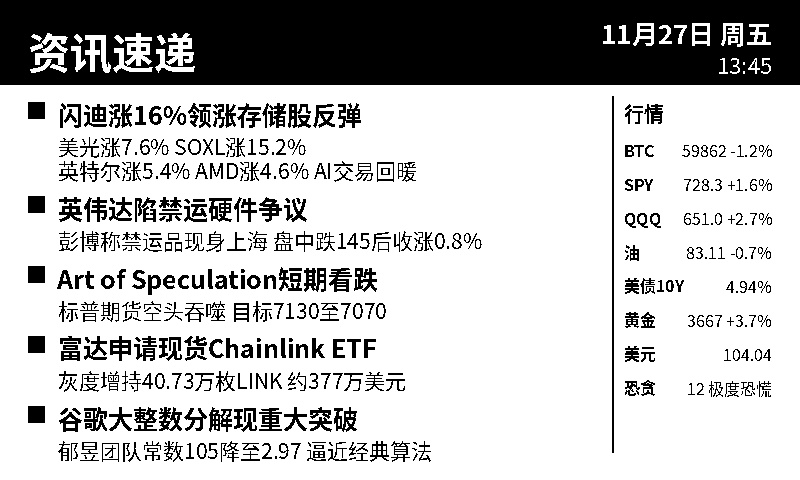 资讯速递
11月27日 周五
13:45
闪迪涨16%领涨存储股反弹
美光涨7.6% SOXL涨15.2%
英特尔涨5.4% AMD涨4.6% AI交易回暖
英伟达陷禁运硬件争议
彭博称禁运品现身上海 盘中跌145后收涨0.8%
Art of Speculation短期看跌
标普期货空头吞噬 目标7130至7070
富达申请现货Chainlink ETF
灰度增持40.73万枚LINK 约377万美元
谷歌大整数分解现重大突破
郁昱团队常数105降至2.97 逼近经典算法
行情
BTC 59862 -1.2%
SPY 728.3 +1.6%
QQQ 651.0 +2.7%
油 83.11 -0.7%
美债10Y 4.94%
黄金 3667 +3.7%
美元 104.04
恐贪 12 极度恐慌